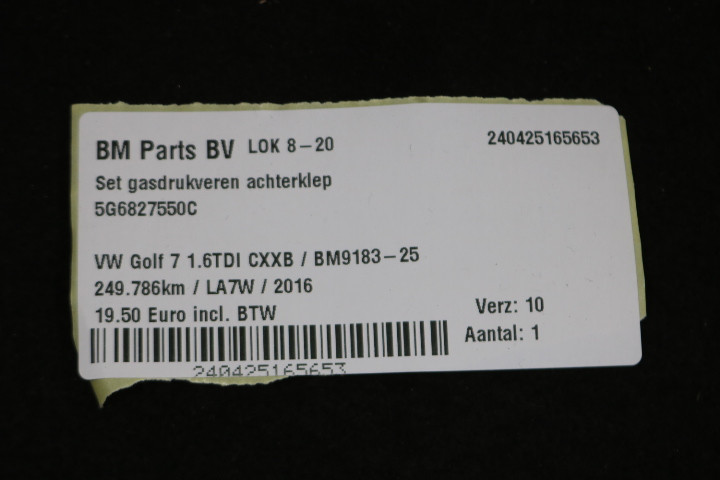 BM Parts BV LOK 8-20 240425165653
Set gasdrukveren achterklep
5G6827550C
VW Golf 7 1.6TDI CXXB / BM9183-25
249.786km / LA7W / 2016
19.50 Euro incl. BTW
Verz: 10
Aantal: 1
240425165653